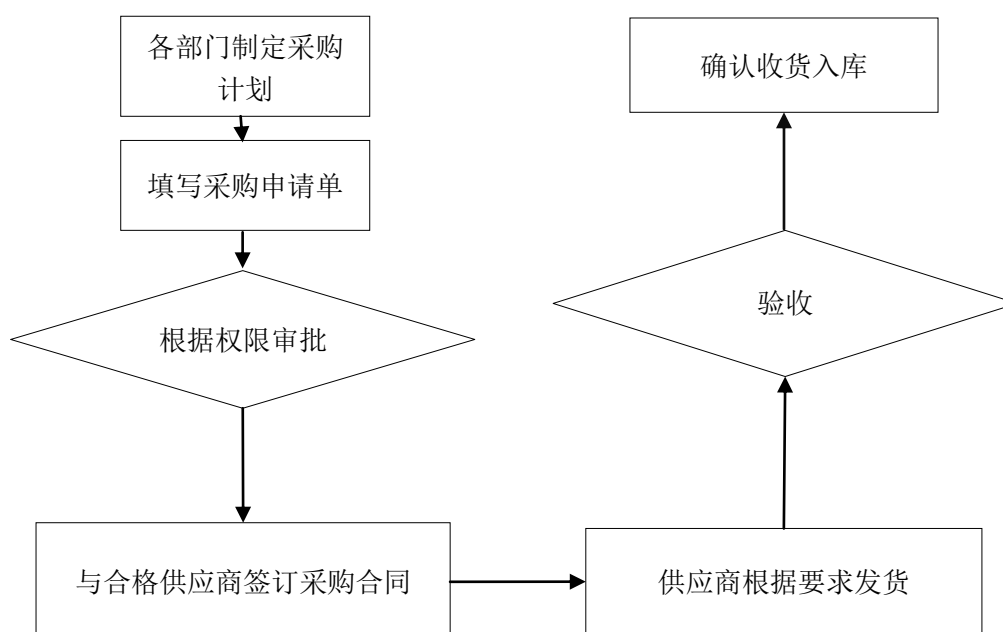 各部门制定采购
计划
填写采购申请单
根据权限审批
与合格供应商签订采购合同
供应商根据要求发货
验收
确认收货入库